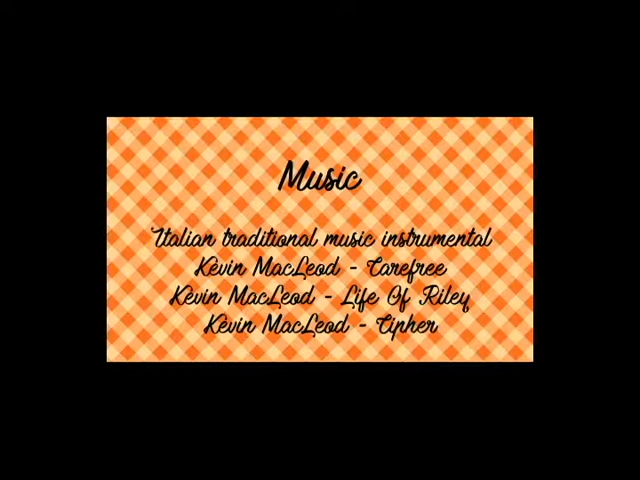 Music
Italian traditional music instrumental
Kevin MacLeod - Carefree
Kevin MacLeod - Life Of Riley
Kevin MacLeod - Cipher